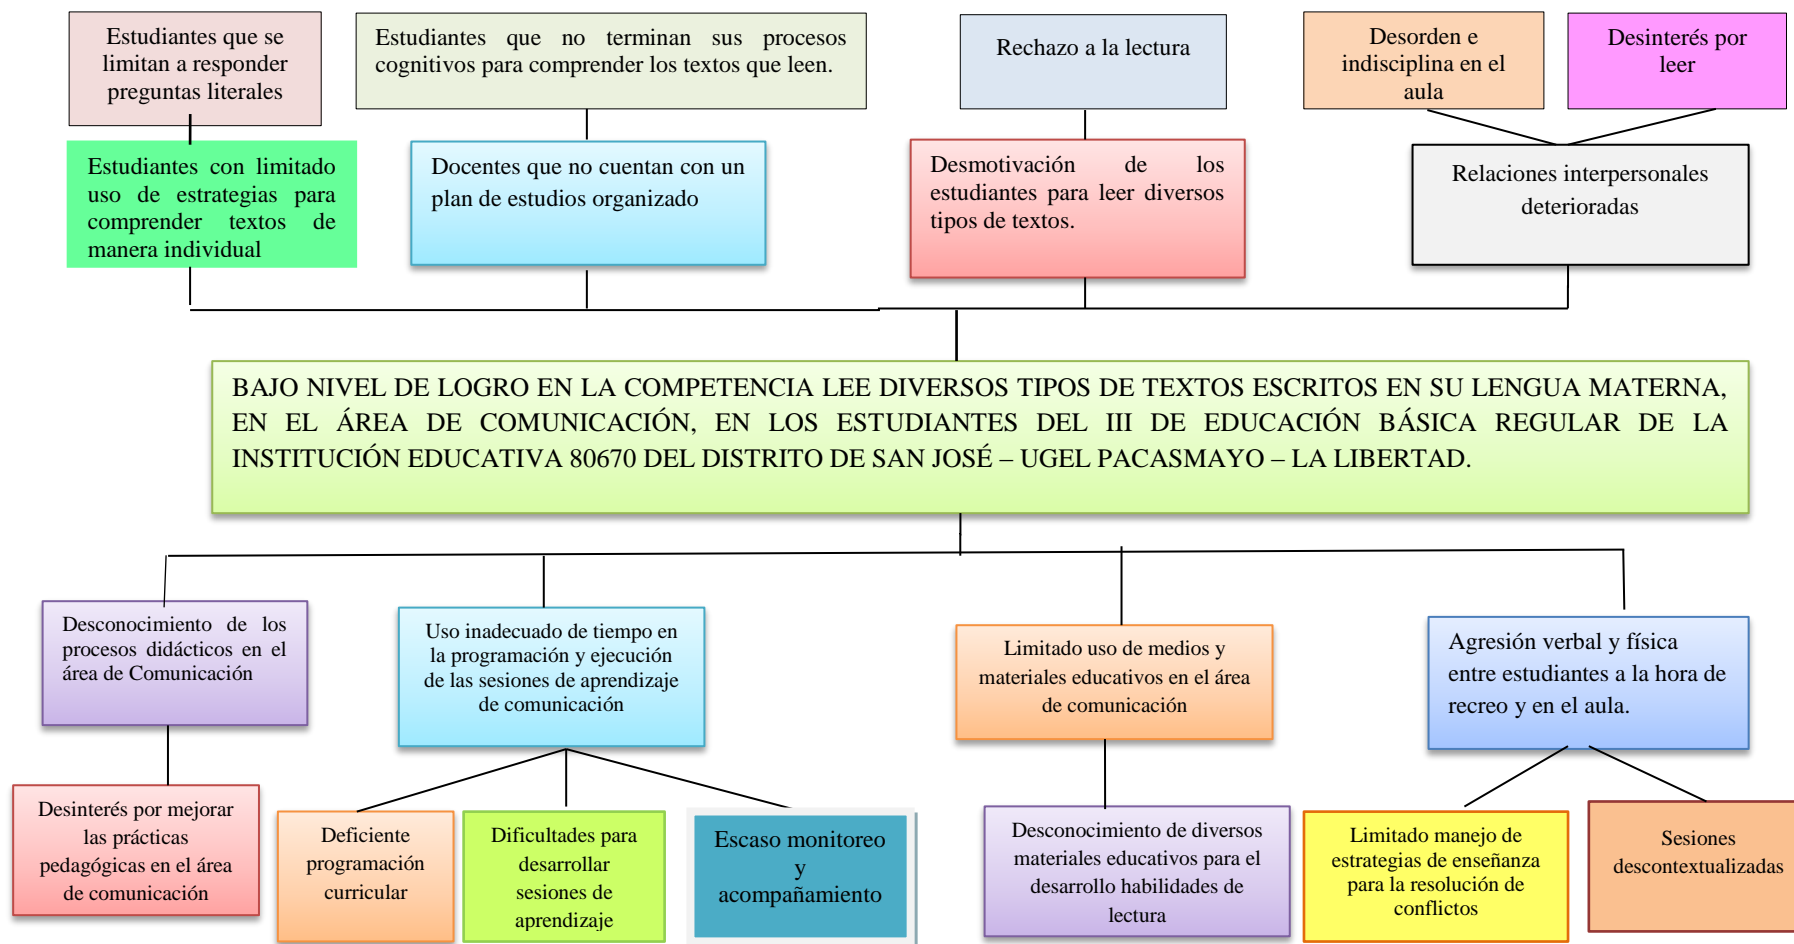 Estudiantes que se
limitan a responder
preguntas literales
Estudiantes que no terminan sus procesos
cognitivos para comprender los textos que leen.
Rechazo a la lectura
Desorden e
indisciplina en el
aula
Desinterés por
leer
Estudiantes con limitado
uso de estrategias para
comprender textos de
manera individual
Docentes que no cuentan con un
plan de estudios organizado
Desmotivación de los
estudiantes para leer diversos
tipos de textos.
Relaciones interpersonales
deterioradas
BAJO NIVEL DE LOGRO EN LA COMPETENCIA LEE DIVERSOS TIPOS DE TEXTOS ESCRITOS EN SU LENGUA MATERNA,
EN EL ÁREA DE COMUNICACIÓN, EN LOS ESTUDIANTES DEL III DE EDUCACIÓN BÁSICA REGULAR DE LA
INSTITUCIÓN EDUCATIVA 80670 DEL DISTRITO DE SAN JOSÉ – UGEL PACASMAYO – LA LIBERTAD.
Desconocimiento de los
procesos didácticos en el
área de Comunicación
Uso inadecuado de tiempo en
la programación y ejecución
de las sesiones de aprendizaje
de comunicación
Limitado uso de medios y
materiales educativos en el área
de comunicación
Agresión verbal y física
entre estudiantes a la hora de
recreo y en el aula.
Desinterés por mejorar
las prácticas
pedagógicas en el área
de comunicación
Deficiente
programación
curricular
Dificultades para
desarrollar
sesiones de
aprendizaje
Escaso monitoreo
y
acompañamiento
Desconocimiento de diversos
materiales educativos para el
desarrollo habilidades de
lectura
Limitado manejo de
estrategias de enseñanza
para la resolución de
conflictos
Sesiones
descontextualizadas